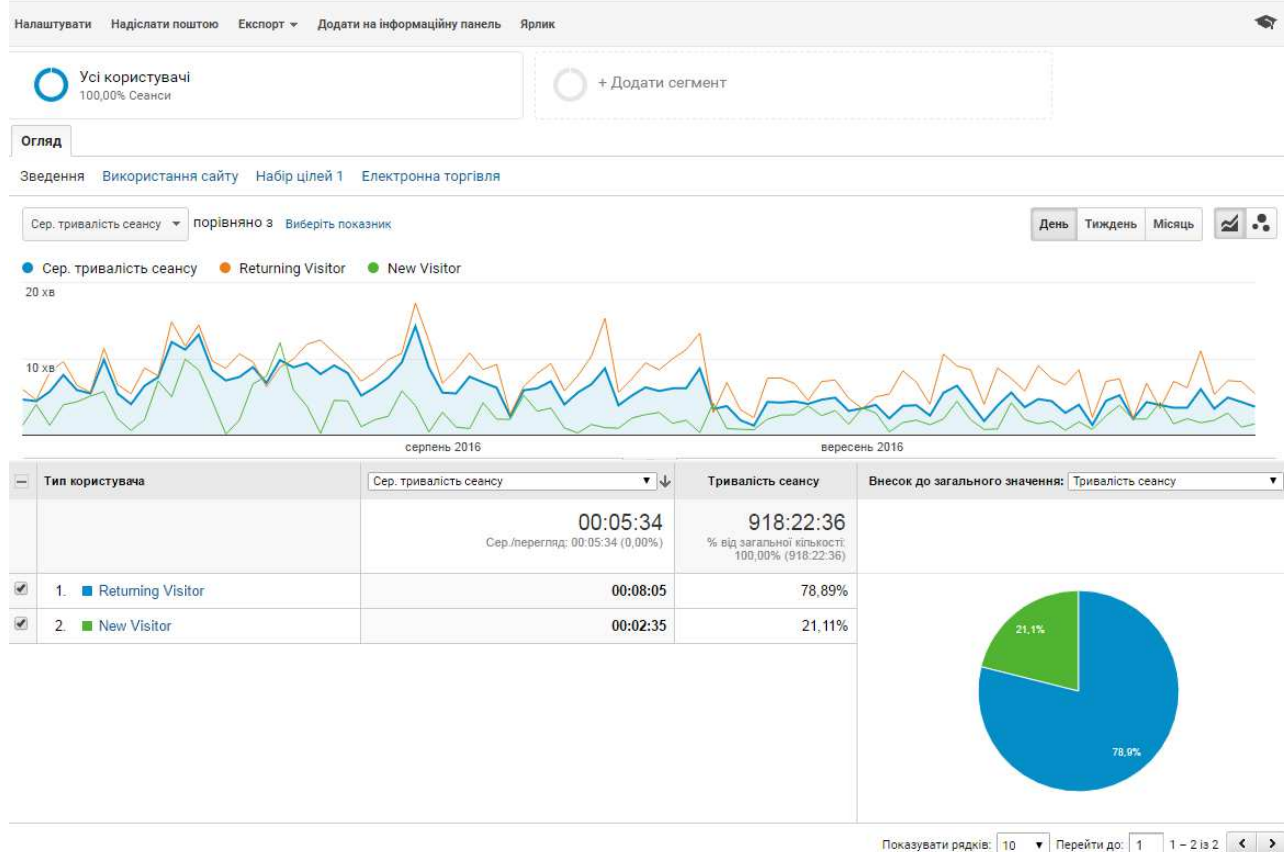 Налаштувати Надіслати поштою Експорт Додати на інформаційну панель Ярлик
Усі користувачі
100,00% Сеанси
+ Додати сегмент
Огляд
Зведення Використання сайту Набір цілей 1 Електронна торгівля
Сер. тривалість сеансу порівняно з Виберіть показник
День Тиждень Місяць
Сер. тривалість сеансу Returning Visitor New Visitor
20 хв
10 хв
серпень 2016 вересень 2016
Тип користувача Сер. тривалість сеансу Тривалість сеансу Внесок до загального значення: Тривалість сеансу
00:05:34
Сер./перегляд: 00:05:34 (0,00%)
918:22:36
% від загальної кількості:
100,00% (918:22:36)
1. Returning Visitor 00:08:05 78,89%
2. New Visitor 00:02:35 21,11%
21,1%
78,9%
Показувати рядків: 10 Перейти до: 1 1 – 2 із 2